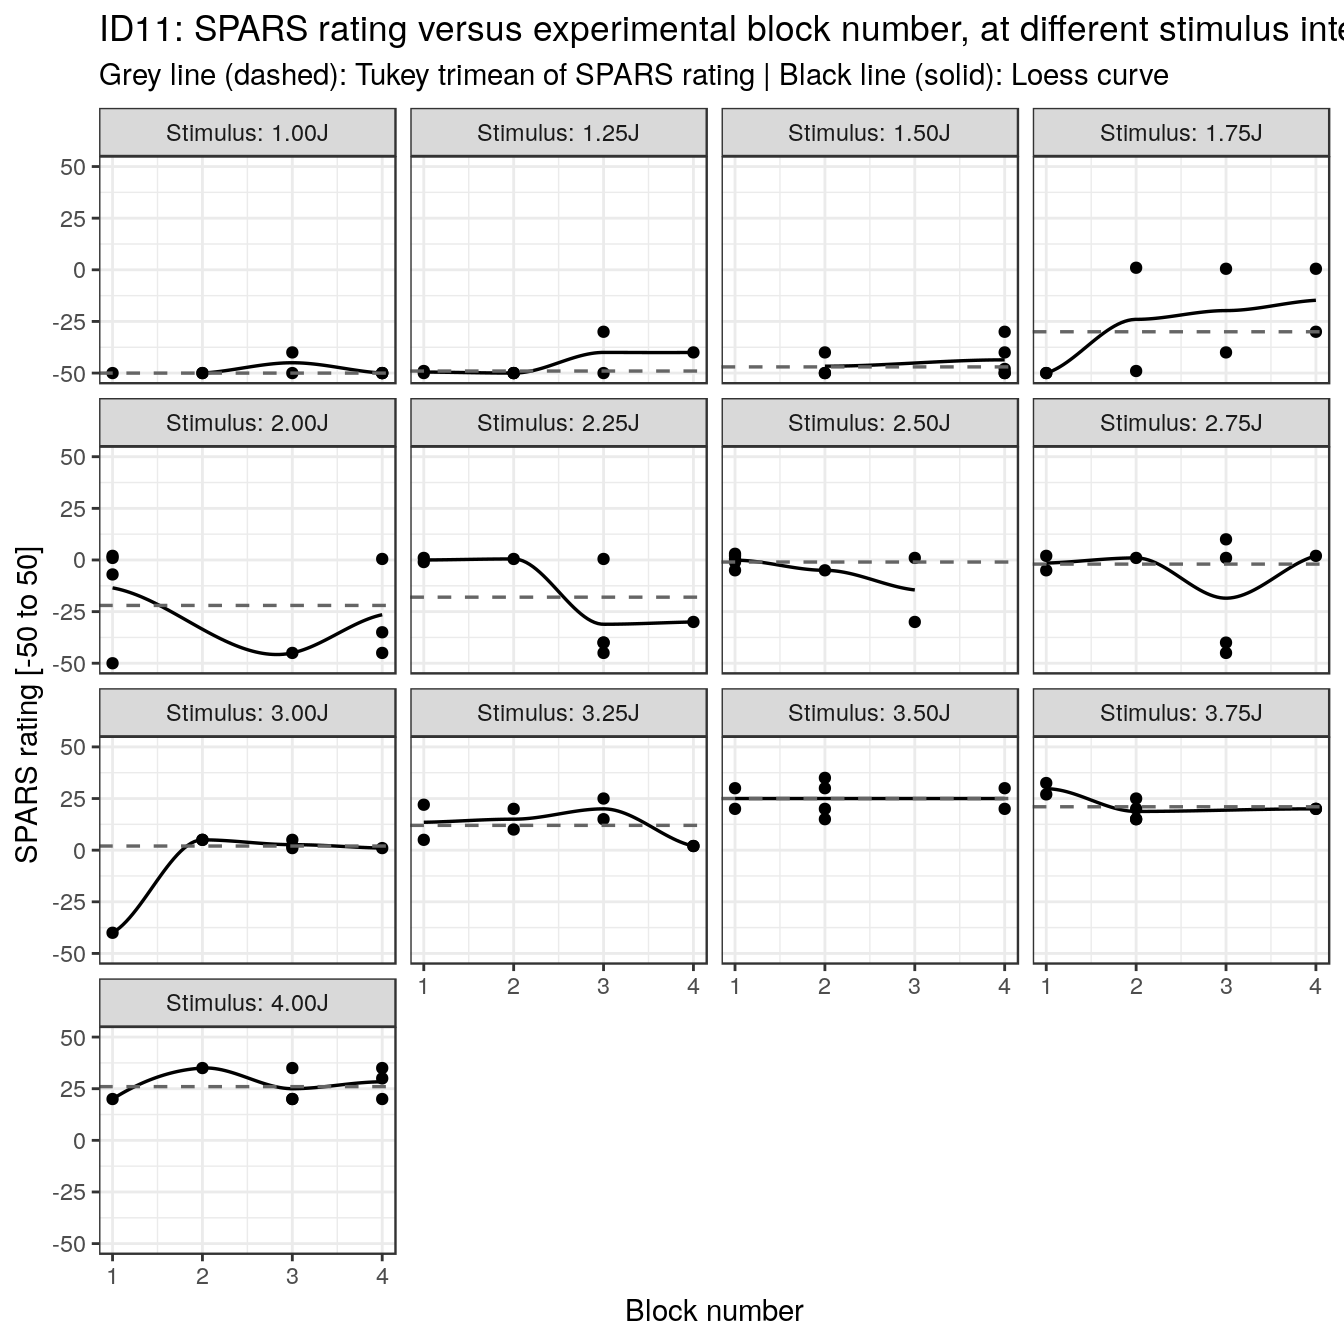 ID11: SPARS rating versus experimental block number, at different stimulus inte
Grey line (dashed): Tukey trimean of SPARS rating | Black line (solid): Loess curve
Stimulus: 1.00J Stimulus: 1.25J Stimulus: 1.50J Stimulus: 1.75J
50
25
0
-25
-50
Stimulus: 2.00J Stimulus: 2.25J Stimulus: 2.50J Stimulus: 2.75J
50
25
0
-25
-50
SPARS rating [-50 to 50]
Stimulus: 3.00J Stimulus: 3.25J Stimulus: 3.50J Stimulus: 3.75J
50
25
0
-25
-50
1 2 3 4 1 2 3 4 1 2 3 4
Stimulus: 4.00J
50
25
0
-25
-50
1 2 3 4
Block number